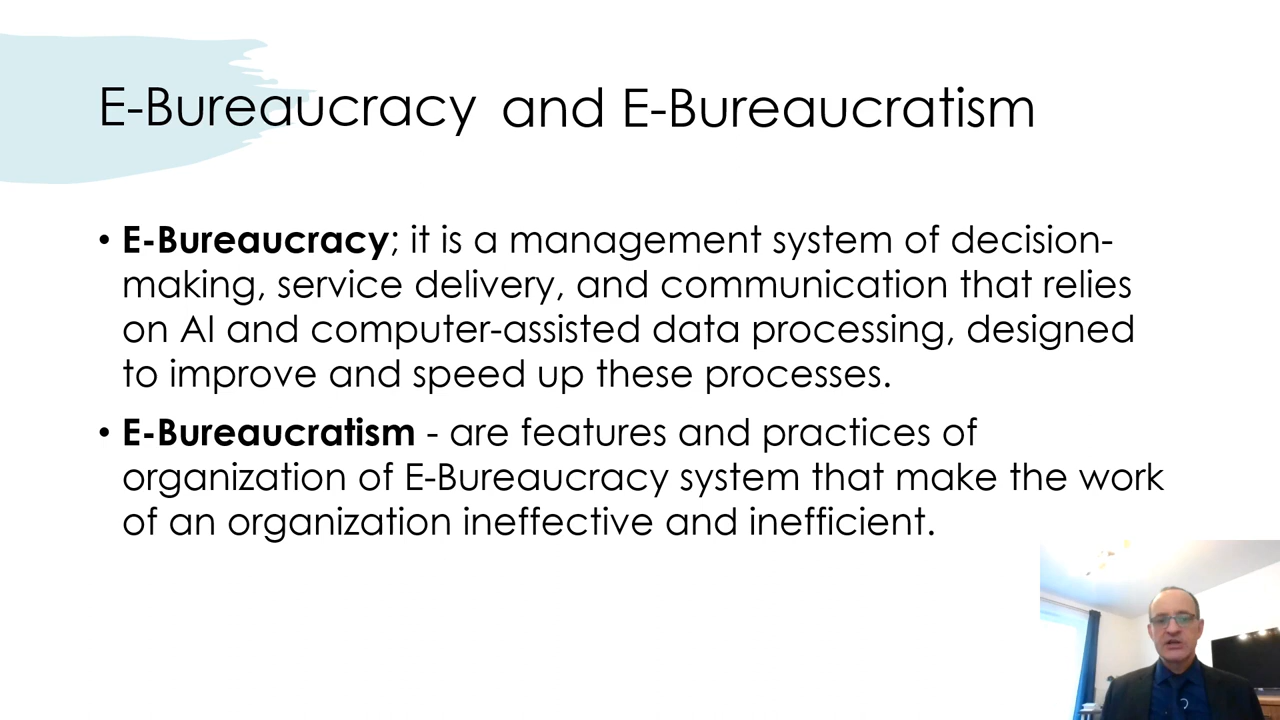 E-Bureaucracy and E-Bureaucratism
• E-Bureaucracy; it is a management system of decision-
making, service delivery, and communication that relies
on AI and computer-assisted data processing, designed
to improve and speed up these processes.
• E-Bureaucratism - are features and practices of
organization of E-Bureaucracy system that make the work
of an organization ineffective and inefficient.